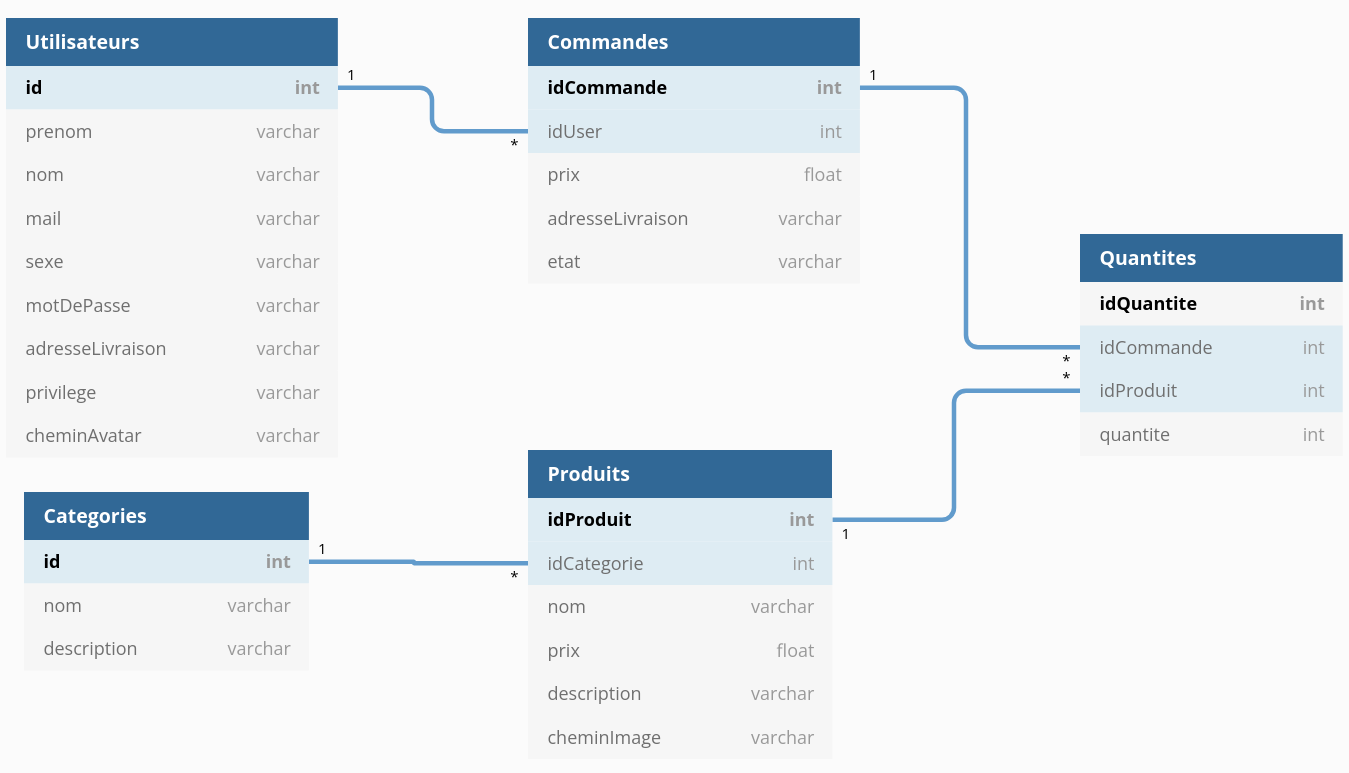 Utilisateurs
id int
prenom varchar
nom varchar
mail varchar
sexe varchar
motDePasse varchar
adresseLivraison varchar
privilege varchar
cheminAvatar varchar
1
*
Commandes
idCommande int
idUser int
prix float
adresseLivraison varchar
etat varchar
1
*
*
Quantites
idQuantite int
idCommande int
idProduit int
quantite int
Categories
id int
nom varchar
description varchar
1
*
Produits
idProduit int
idCategorie int
nom varchar
prix float
description varchar
cheminImage varchar
1